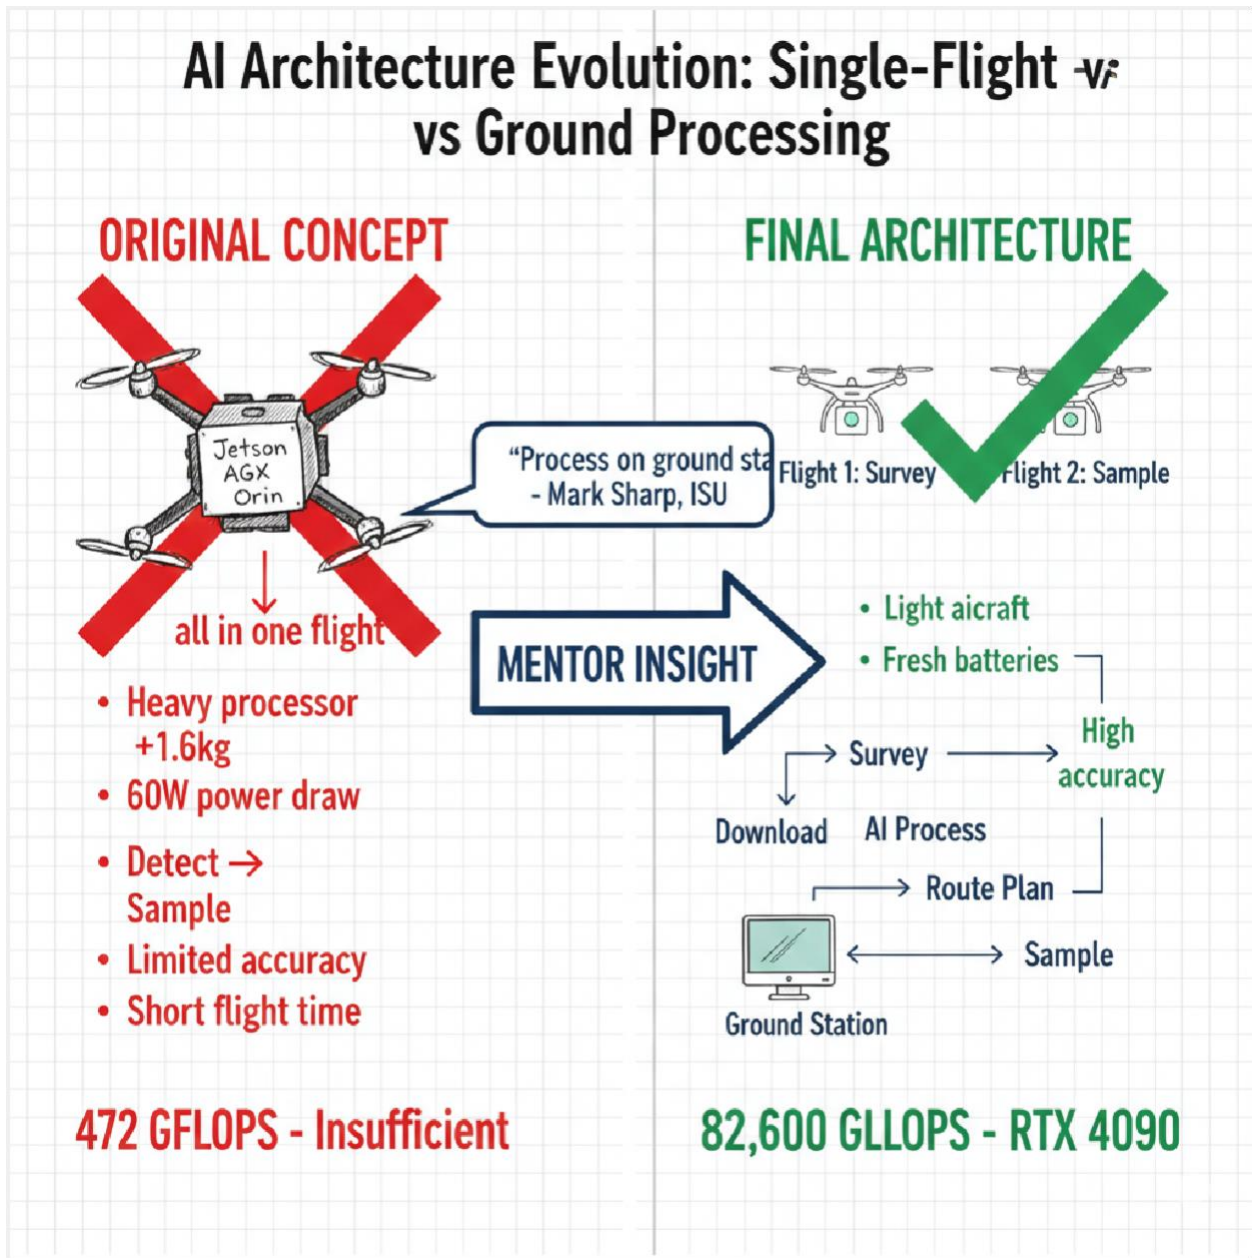 AI Architecture Evolution: Single-Flight
vs Ground Processing
ORIGINAL CONCEPT
Jetson
AGX
Orin
all in one flight
• Heavy processor
+1.6kg
• 60W power draw
• Detect →
Sample
• Limited accuracy
• Short flight time
472 GFLOPS - Insufficient
"Process on ground sta
- Mark Sharp, ISU
MENTOR INSIGHT
FINAL ARCHITECTURE
Flight 1: Survey
Flight 2: Sample
• Light aicraft
• Fresh batteries
High
accuracy
Survey
Download
AI Process
Route Plan
Sample
Ground Station
82,600 GLLOPS - RTX 4090